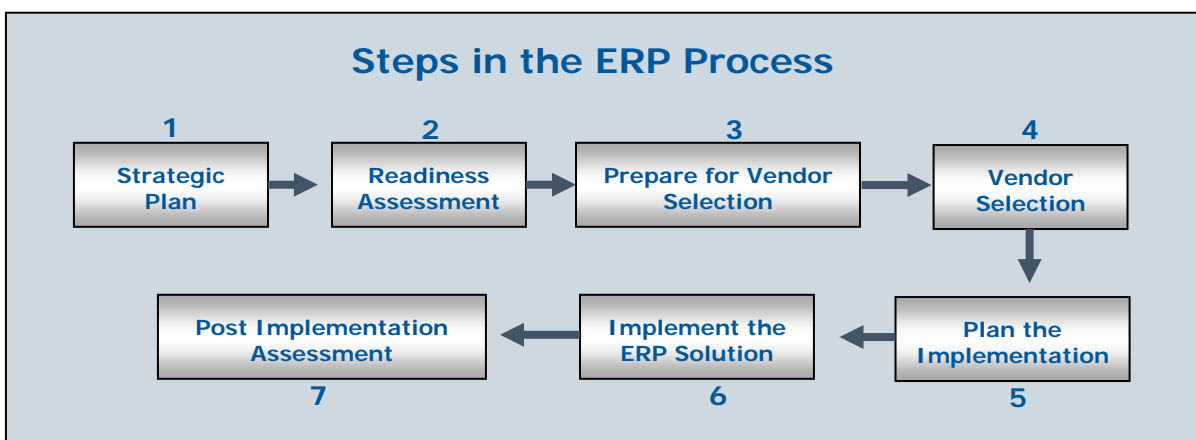 Steps in the ERP Process
1
Strategic
Plan
2
Readiness
Assessment
3
Prepare for Vendor
Selection
4
Vendor
Selection
Plan the
Implementation
5
Implement the
ERP Solution
6
Post Implementation
Assessment
7